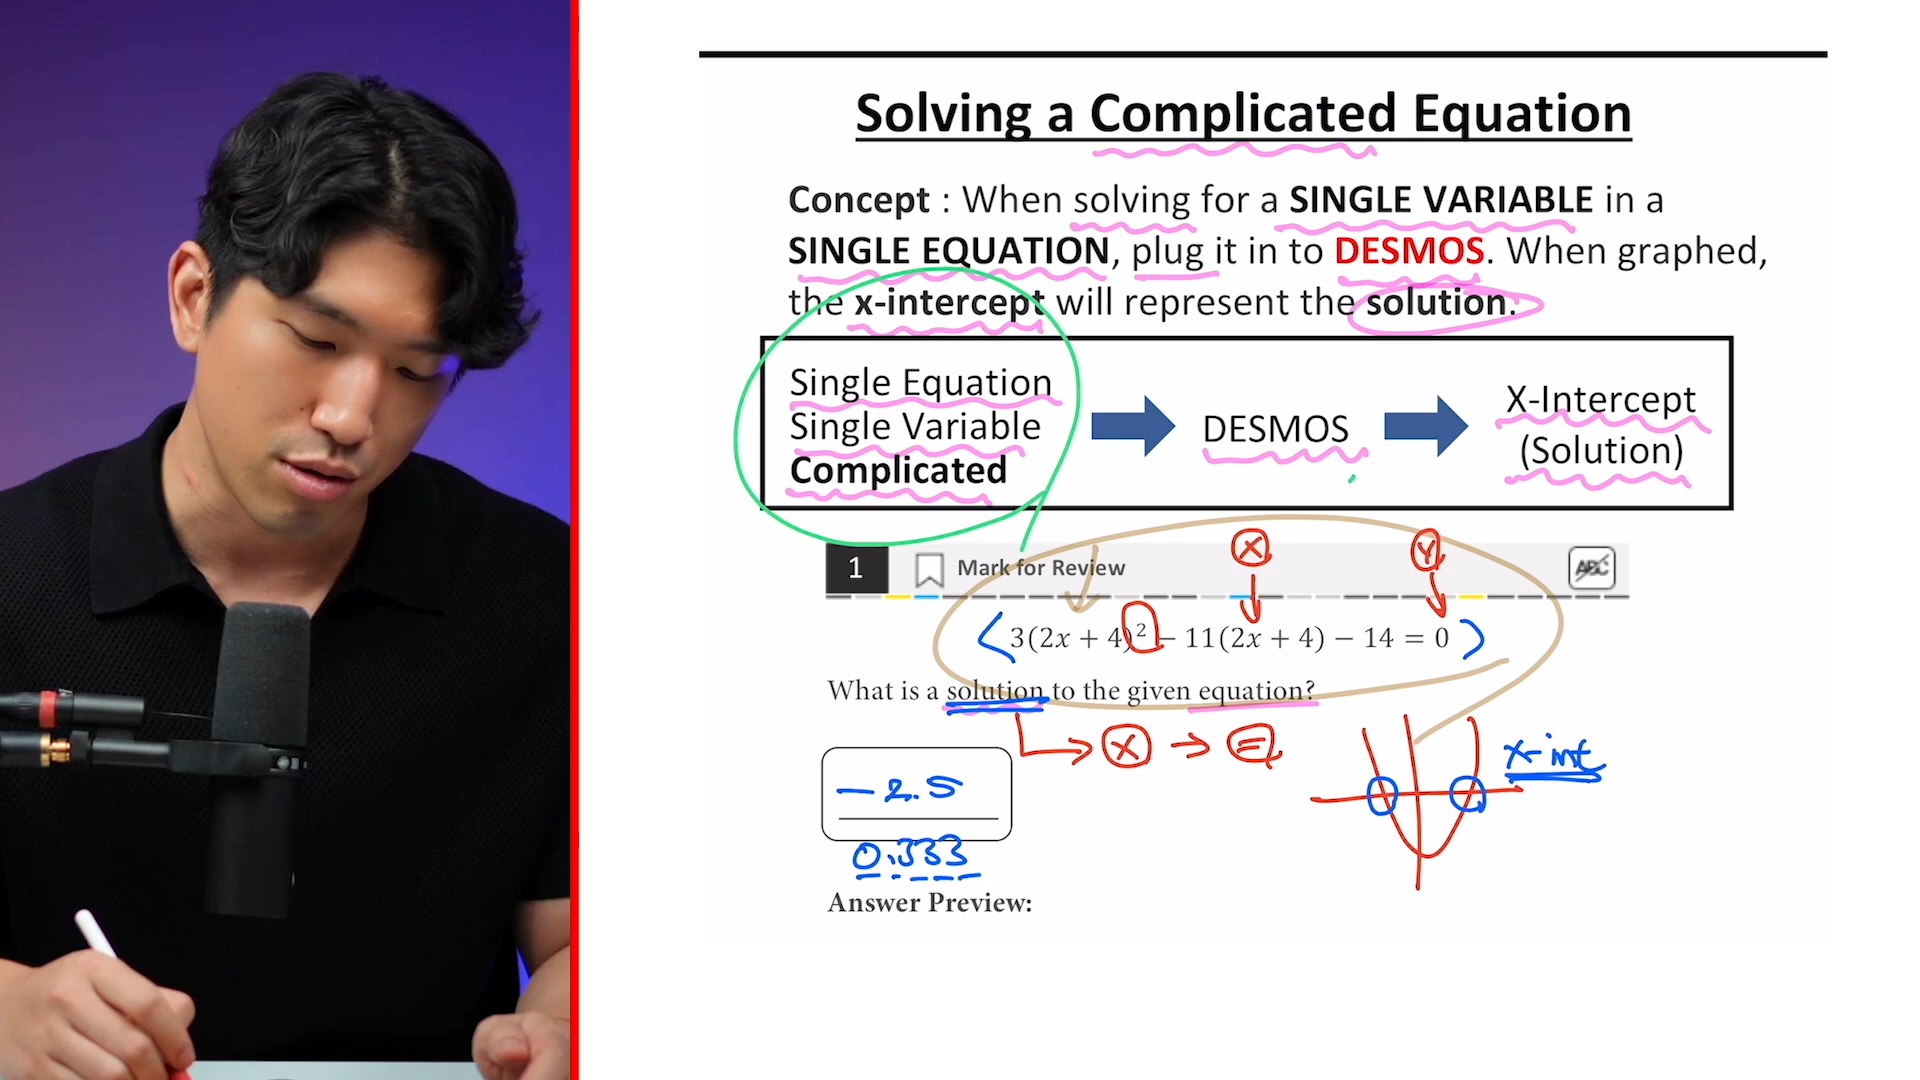 Solving a Complicated Equation
Concept : When solving for a SINGLE VARIABLE in a
SINGLE EQUATION, plug it in to DESMOS. When graphed,
the x-intercept will represent the solution.
Single Equation
Single Variable
Complicated
DESMOS
X-Intercept
(Solution)
X
Y
1
Mark for Review
ABC
3(2x + 4)² − 11(2x + 4) − 14 = 0
What is a solution to the given equation?
X → =
x-int
-2.5
0.333
Answer Preview: